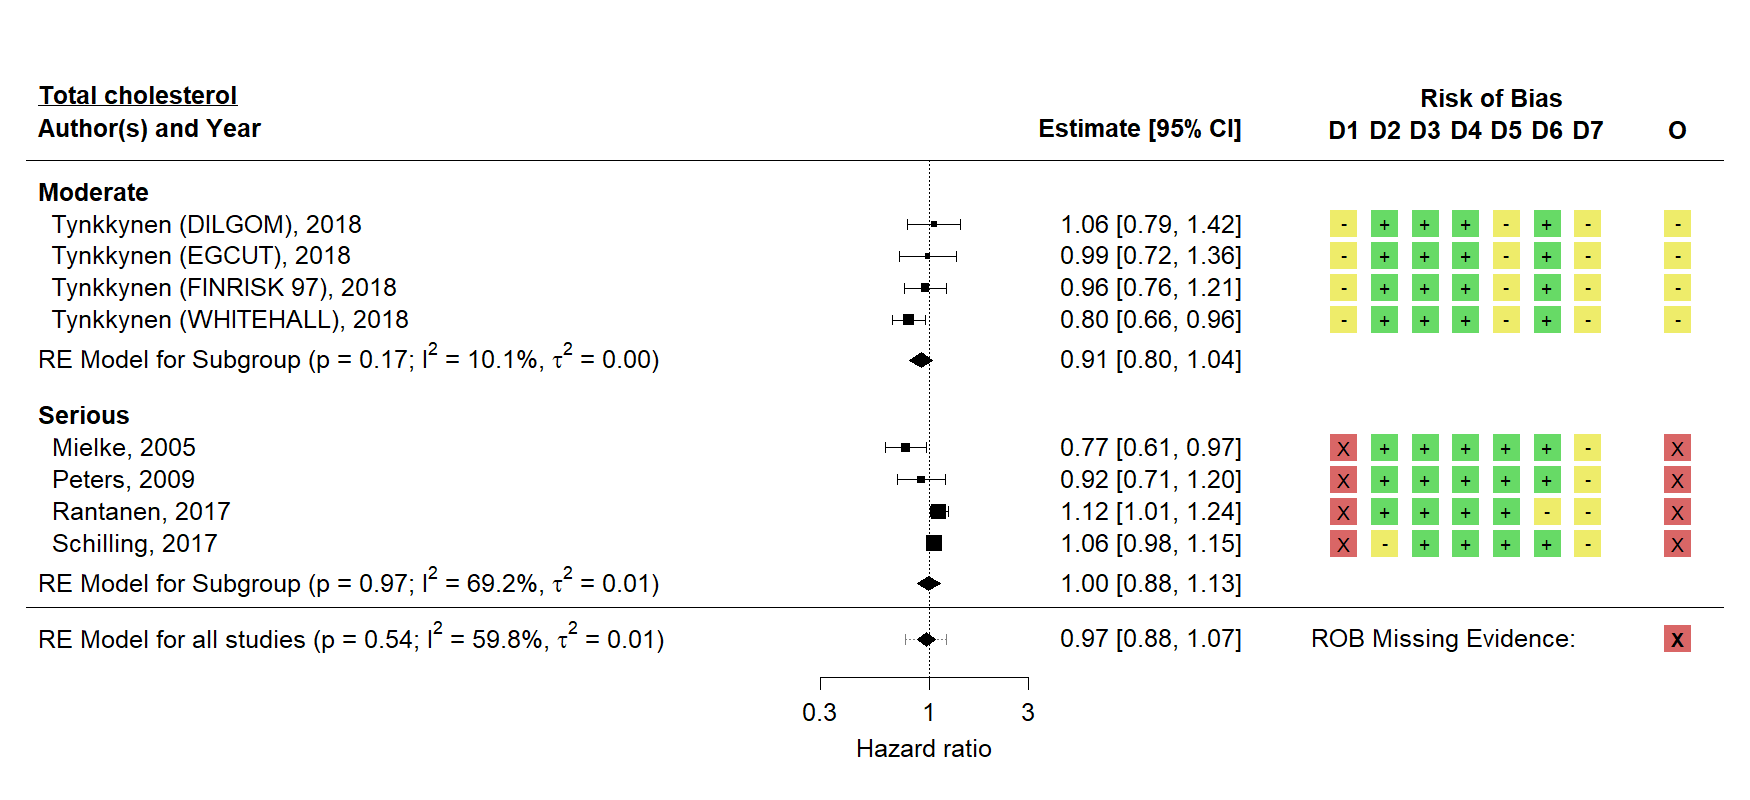 Total cholesterol
Risk of Bias
Author(s) and Year Estimate [95% CI] D1 D2 D3 D4 D5 D6 D7 O
Moderate
Tynkkynen (DILGOM), 2018 1.06 [0.79, 1.42] - + + + - + - -
Tynkkynen (EGCUT), 2018 0.99 [0.72, 1.36] - + + + - + - -
Tynkkynen (FINRISK 97), 2018 0.96 [0.76, 1.21] - + + + - + - -
Tynkkynen (WHITEHALL), 2018 0.80 [0.66, 0.96] - + + + - + - -
RE Model for Subgroup (p = 0.17; I² = 10.1%, τ² = 0.00) 0.91 [0.80, 1.04]
Serious
Mielke, 2005 0.77 [0.61, 0.97] X + + + + + - X
Peters, 2009 0.92 [0.71, 1.20] X + + + + + - X
Rantanen, 2017 1.12 [1.01, 1.24] X + + + + - - X
Schilling, 2017 1.06 [0.98, 1.15] X - + + + + - X
RE Model for Subgroup (p = 0.97; I² = 69.2%, τ² = 0.01) 1.00 [0.88, 1.13]
RE Model for all studies (p = 0.54; I² = 59.8%, τ² = 0.01) 0.97 [0.88, 1.07] ROB Missing Evidence: X
0.3 1 3
Hazard ratio